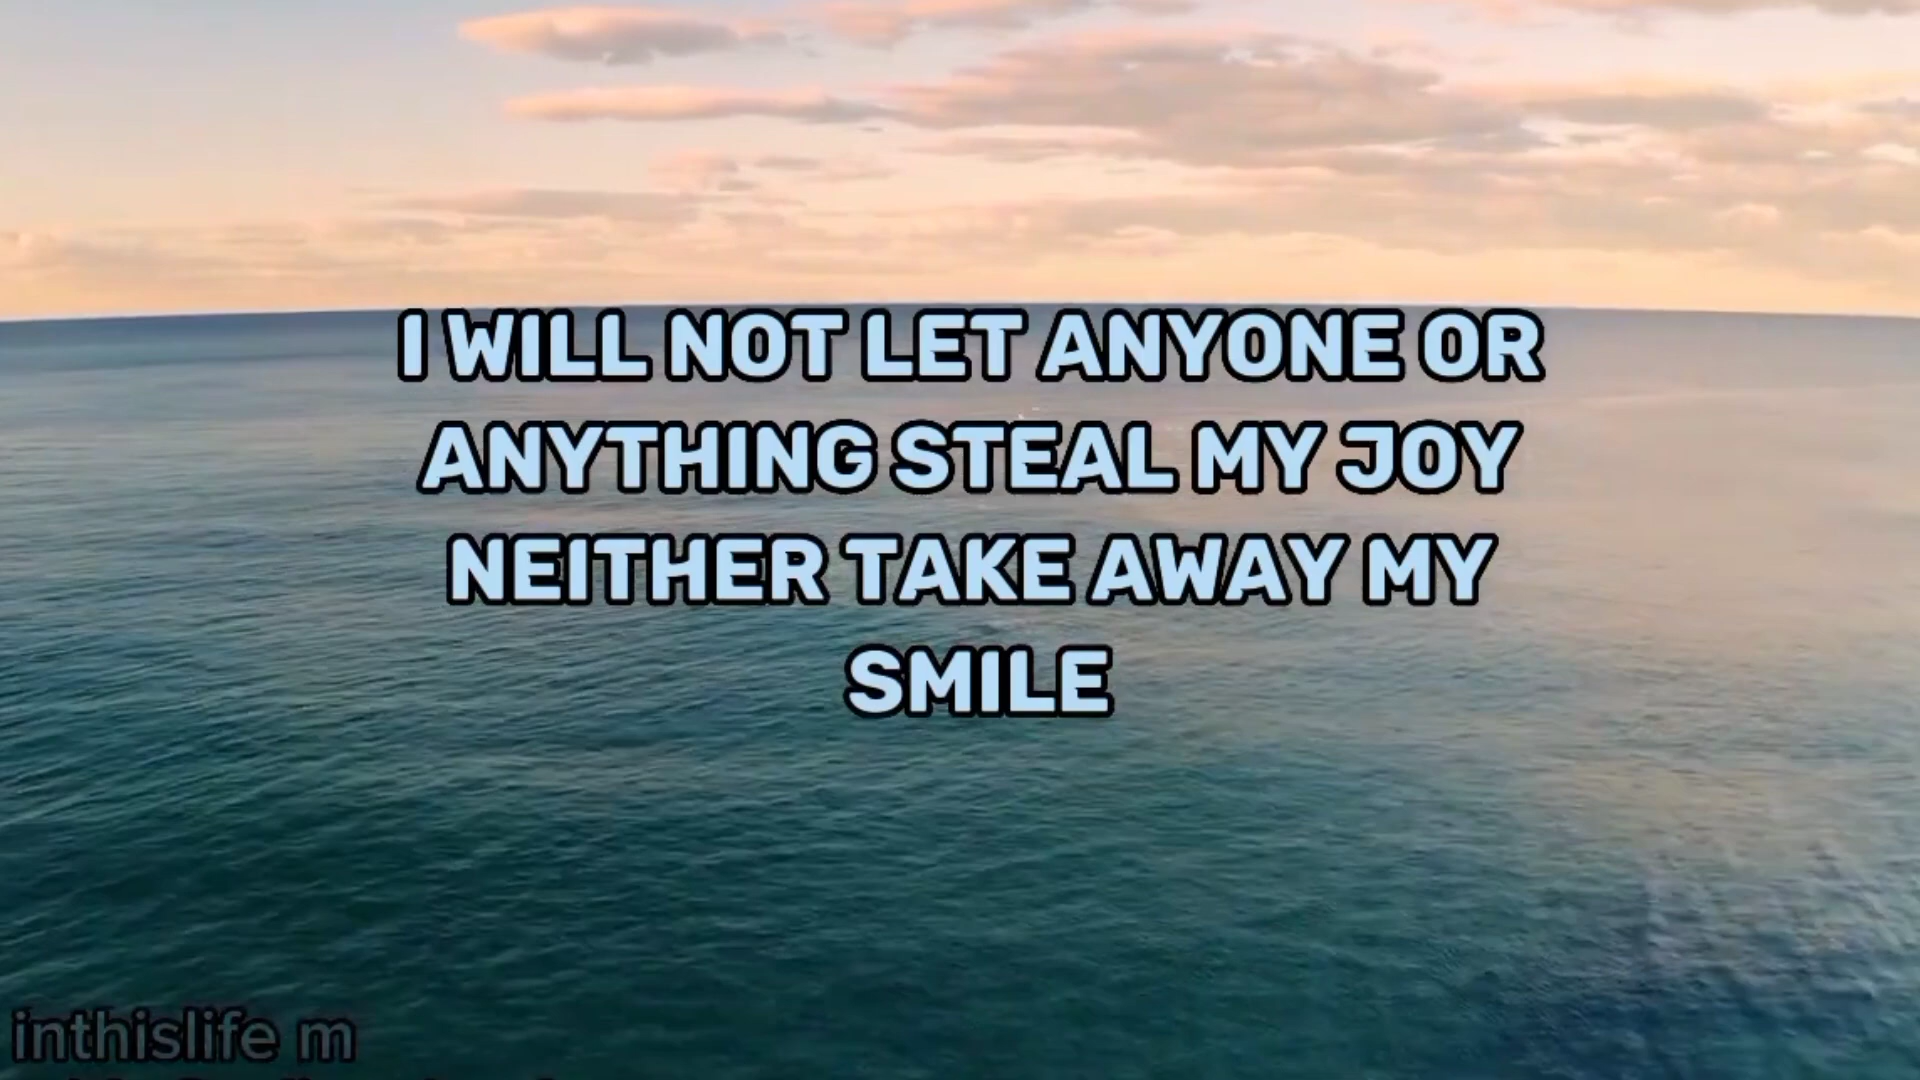 I WILL NOT LET ANYONE OR
ANYTHING STEAL MY JOY
NEITHER TAKE AWAY MY
SMILE
inthislife m